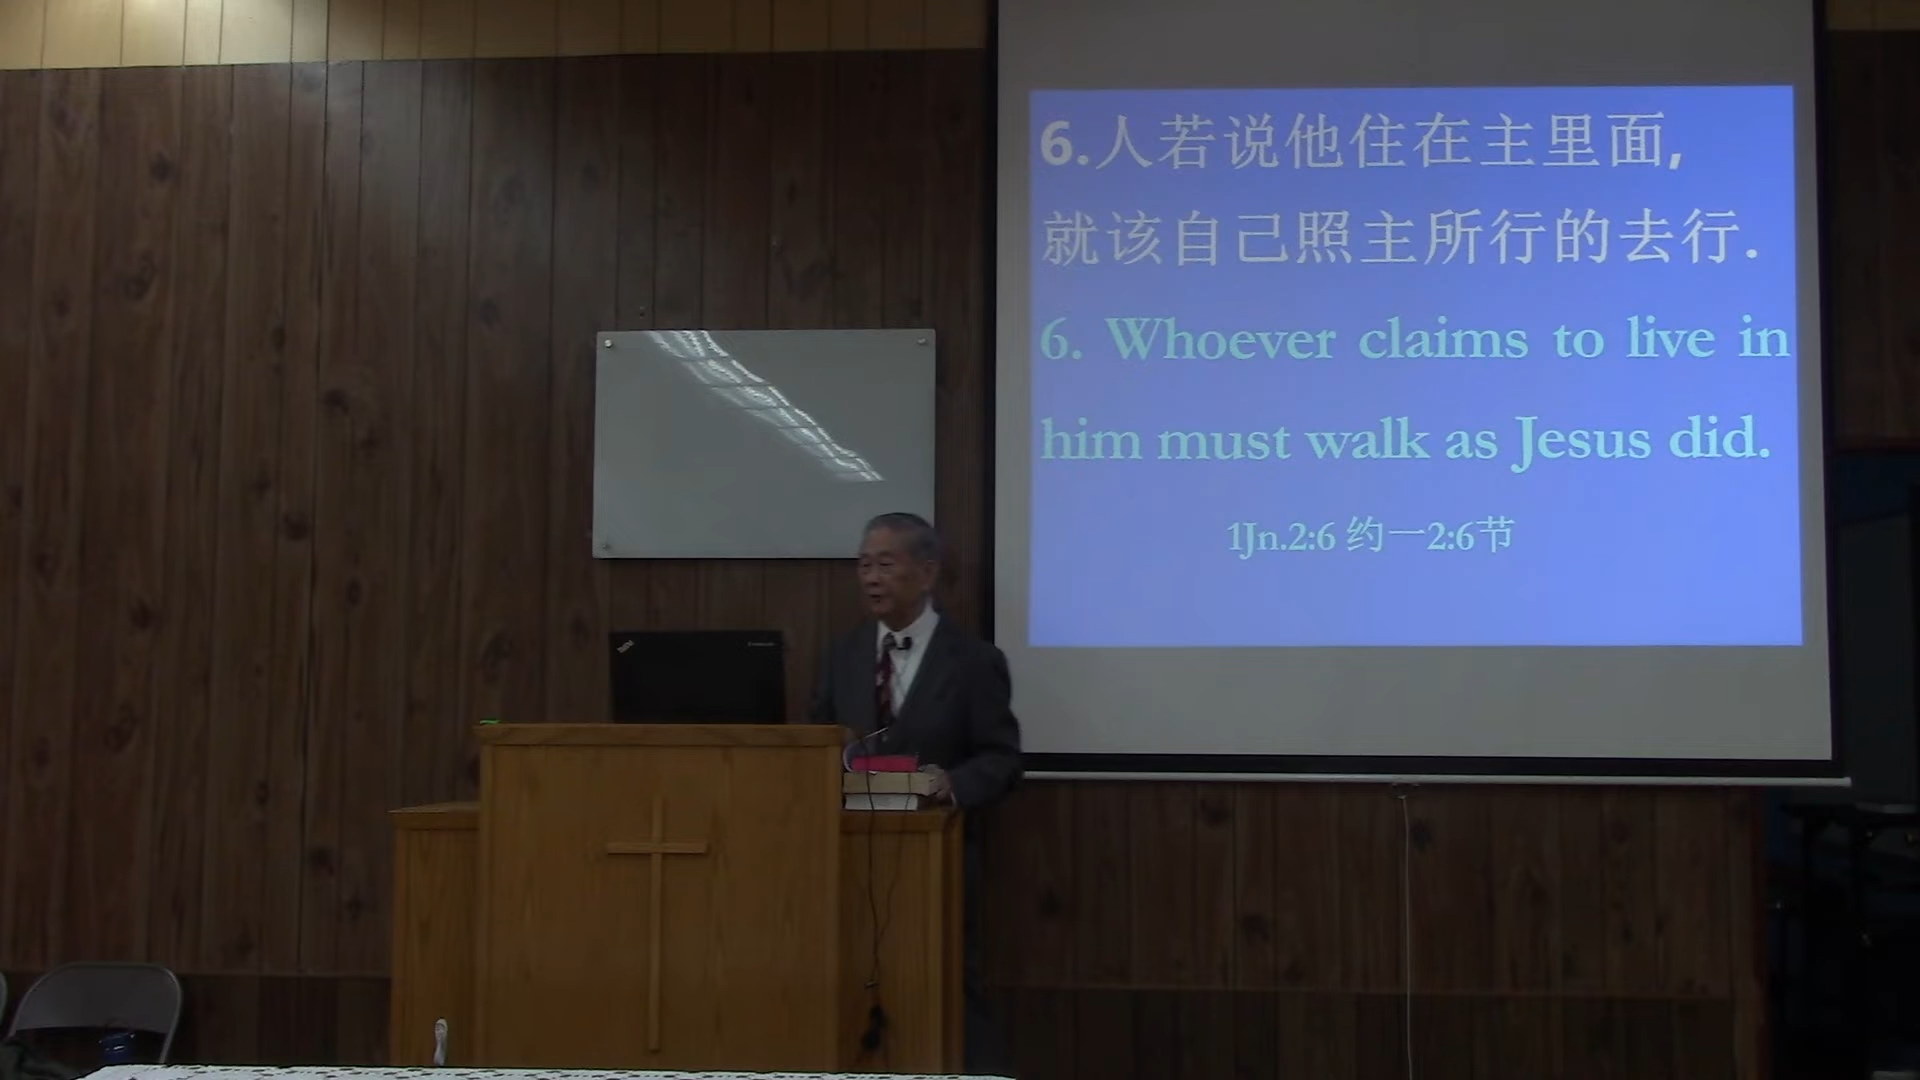 6.人若说他住在主里面,
就该自己照主所行的去行.
6. Whoever claims to live in
him must walk as Jesus did.
1Jn.2:6 约一2:6节